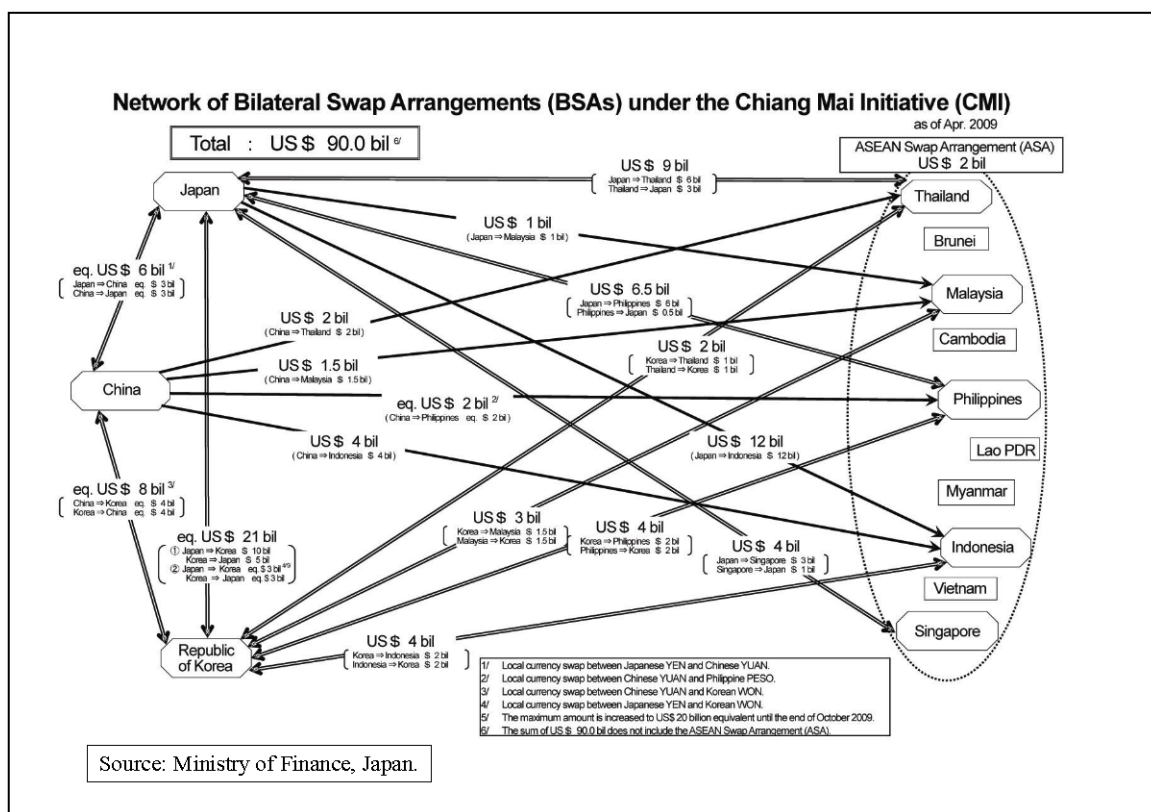 Network of Bilateral Swap Arrangements (BSAs) under the Chiang Mai Initiative (CMI)
as of Apr. 2009
Total : US $ 90.0 bil 6/
ASEAN Swap Arrangement (ASA)
US $ 2 bil
Japan
US $ 9 bil
Japan ⇒ Thailand $ 6 bil
Thailand ⇒ Japan $ 3 bil
Thailand
US $ 1 bil
( Japan ⇒ Malaysia $ 1 bil )
Brunei
eq. US $ 6 bil 1/
Japan ⇒ China eq. $ 3 bil
China ⇒ Japan eq. $ 3 bil
US $ 6.5 bil
Japan ⇒ Philippines $ 6 bil
Philippines ⇒ Japan $ 0.5 bil
Malaysia
US $ 2 bil
( China ⇒ Thailand $ 2 bil )
US $ 2 bil
Korea ⇒ Thailand $ 1 bil
Thailand ⇒ Korea $ 1 bil
Cambodia
US $ 1.5 bil
( China ⇒ Malaysia $ 1.5 bil )
China
eq. US $ 2 bil 2/
( China ⇒ Philippines eq. $ 2 bil )
Philippines
US $ 4 bil
( China ⇒ Indonesia $ 4 bil )
US $ 12 bil
( Japan ⇒ Indonesia $ 12 bil )
Lao PDR
eq. US $ 8 bil 3/
China ⇒ Korea eq. $ 4 bil
Korea ⇒ China eq. $ 4 bil
Myanmar
eq. US $ 21 bil
① Japan ⇒ Korea $ 10 bil
Korea ⇒ Japan $ 5 bil
② Japan ⇒ Korea eq. $ 3 bil
Korea ⇒ Japan eq. $ 3 bil
US $ 3 bil
Korea ⇒ Malaysia $ 1.5 bil
Malaysia ⇒ Korea $ 1.5 bil
US $ 4 bil
Korea ⇒ Philippines $ 2 bil
Philippines ⇒ Korea $ 2 bil
US $ 4 bil
Japan ⇒ Singapore $ 3 bil
Singapore ⇒ Japan $ 1 bil
Indonesia
Vietnam
Singapore
Republic
of Korea
US $ 4 bil
Korea ⇒ Indonesia $ 2 bil
Indonesia ⇒ Korea $ 2 bil
1/ Local currency swap between Japanese YEN and Chinese YUAN.
2/ Local currency swap between Chinese YUAN and Philippine PESO.
3/ Local currency swap between Chinese YUAN and Korean WON.
4/ Local currency swap between Japanese YEN and Korean WON.
5/ The maximum amount is increased to US$ 20 billion equivalent until the end of October 2009.
6/ The sum of US $ 90.0 bil does not include the ASEAN Swap Arrangement (ASA).
Source: Ministry of Finance, Japan.